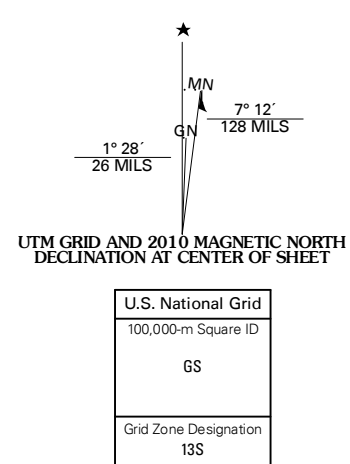 MN
7° 12´
128 MILS
GN
1° 28´
26 MILS
UTM GRID AND 2010 MAGNETIC NORTH
DECLINATION AT CENTER OF SHEET
U.S. National Grid
100,000-m Square ID
GS
Grid Zone Designation
13S